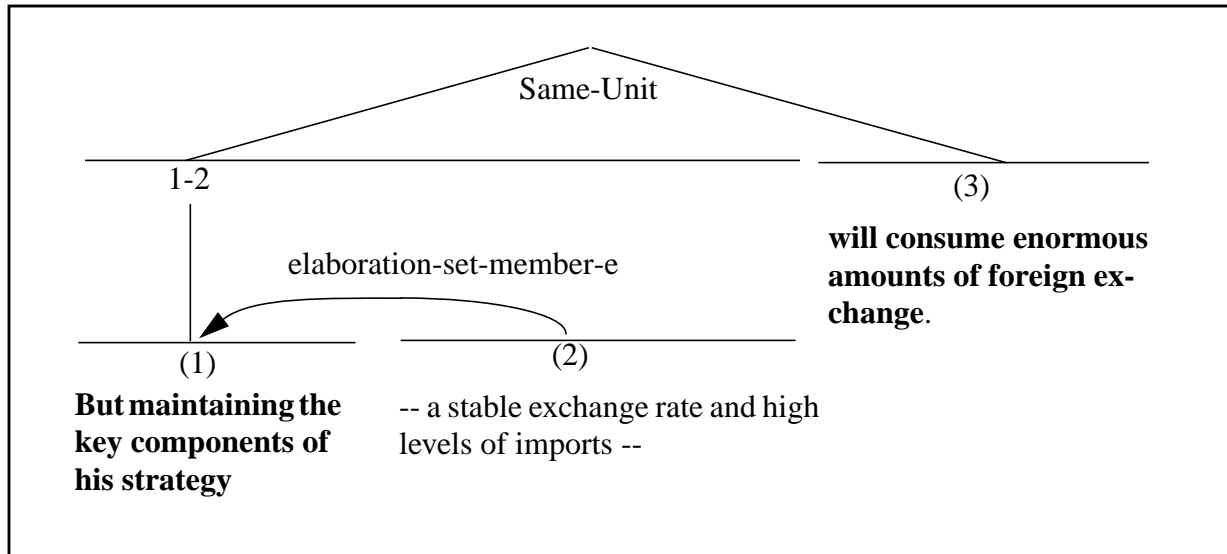 Same-Unit
1-2
(3)
will consume enormous
amounts of foreign ex-
change.
elaboration-set-member-e
(1)
(2)
But maintaining the
key components of
his strategy
-- a stable exchange rate and high
levels of imports --